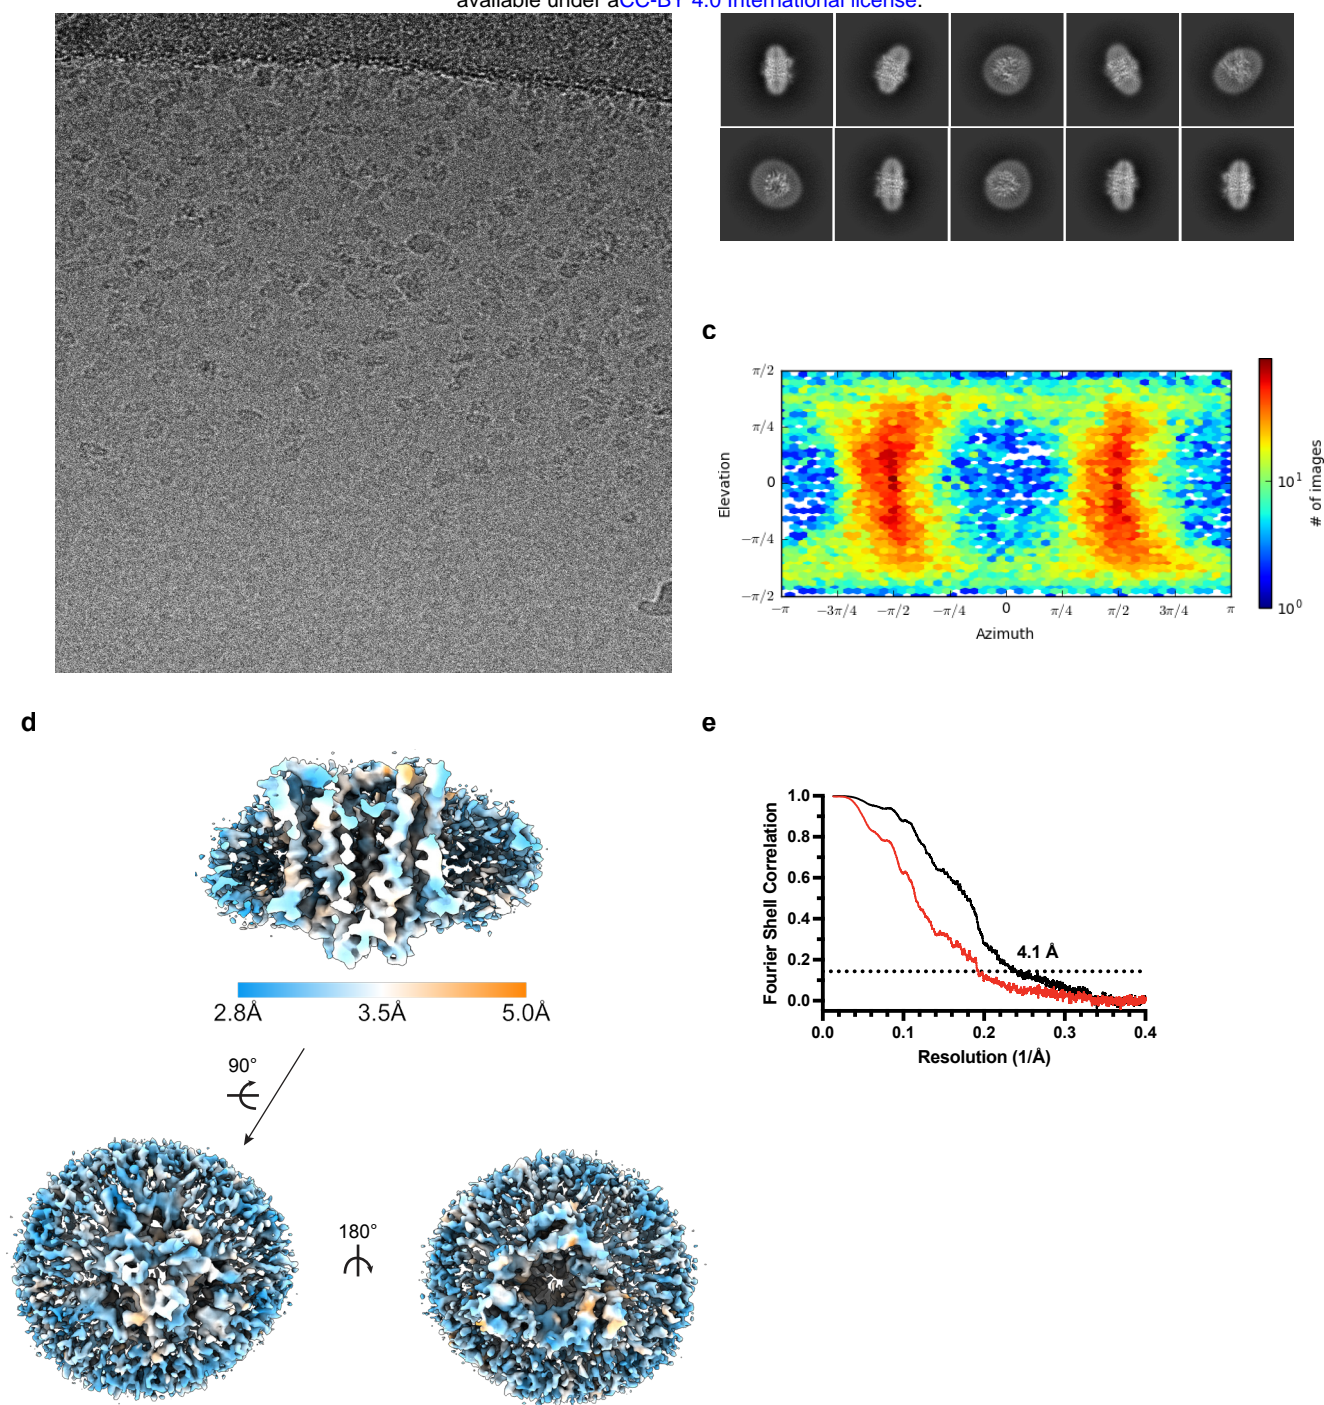 available under aCC-BY 4.0 International license.
c
π/2
π/4
0
−π/4
−π/2
Elevation
−π
−3π/4
−π/2
−π/4
0
π/4
π/2
3π/4
π
Azimuth
10¹
10⁰
# of images
d
2.8Å
3.5Å
5.0Å
90°
180°
e
1.0
0.8
0.6
0.4
0.2
0.0
Fourier Shell Correlation
4.1 Å
0.0
0.1
0.2
0.3
0.4
Resolution (1/Å)